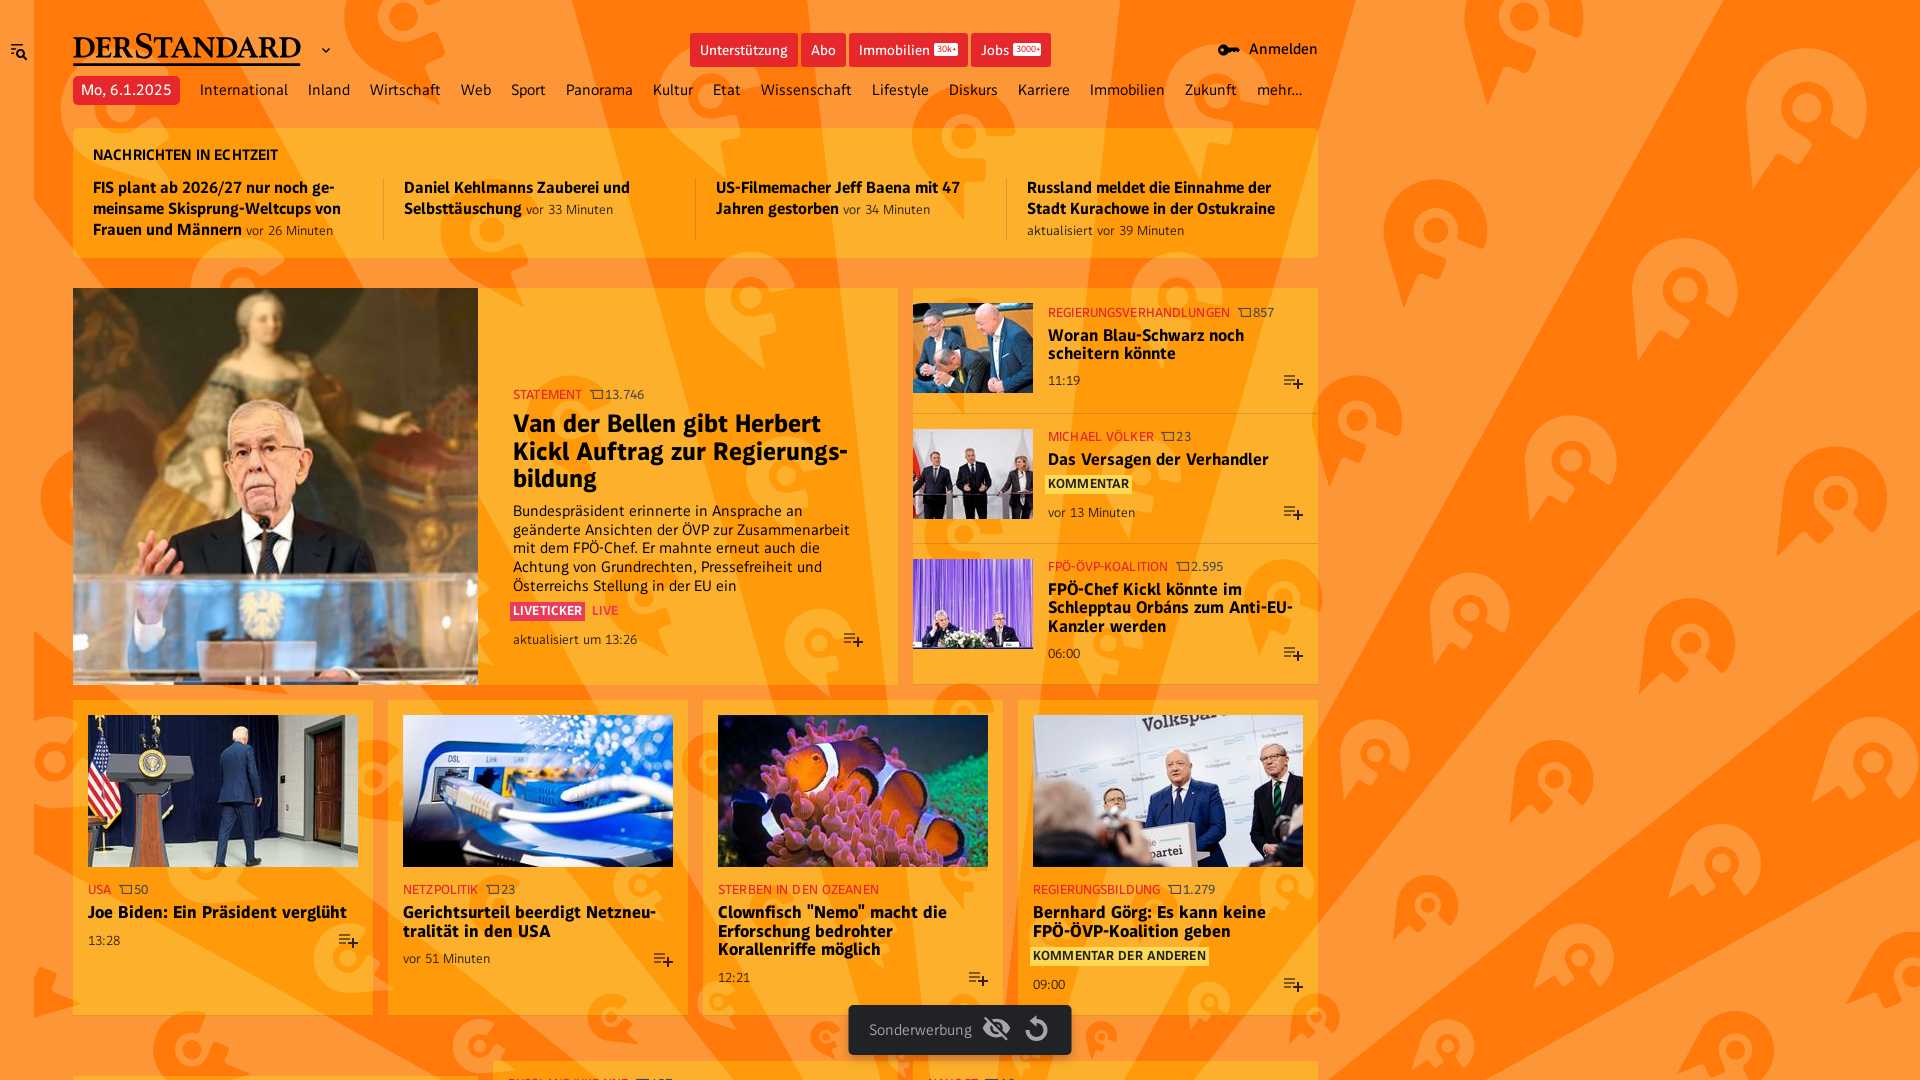 DERSTANDARD
Unterstützung Abo Immobilien 30k+ Jobs 3000+
Anmelden
Mo, 6.1.2025 International Inland Wirtschaft Web Sport Panorama Kultur Etat Wissenschaft Lifestyle Diskurs Karriere Immobilien Zukunft mehr...
NACHRICHTEN IN ECHTZEIT
FIS plant ab 2026/27 nur noch ge-
meinsame Skisprung-Weltcups von
Frauen und Männern vor 26 Minuten
Daniel Kehlmanns Zauberei und
Selbsttäuschung vor 33 Minuten
US-Filmemacher Jeff Baena mit 47
Jahren gestorben vor 34 Minuten
Russland meldet die Einnahme der
Stadt Kurachowe in der Ostukraine
aktualisiert vor 39 Minuten
STATEMENT 13.746
Van der Bellen gibt Herbert
Kickl Auftrag zur Regierungs-
bildung
Bundespräsident erinnerte in Ansprache an
geänderte Ansichten der ÖVP zur Zusammenarbeit
mit dem FPÖ-Chef. Er mahnte erneut auch die
Achtung von Grundrechten, Pressefreiheit und
Österreichs Stellung in der EU ein
LIVETICKER LIVE
aktualisiert um 13:26
REGIERUNGSVERHANDLUNGEN 857
Woran Blau-Schwarz noch
scheitern könnte
11:19
MICHAEL VÖLKER 23
Das Versagen der Verhandler
KOMMENTAR
vor 13 Minuten
FPÖ-ÖVP-KOALITION 2.595
FPÖ-Chef Kickl könnte im
Schlepptau Orbáns zum Anti-EU-
Kanzler werden
06:00
USA 50
Joe Biden: Ein Präsident verglüht
13:28
DSL Link
NETZPOLITIK 23
Gerichtsurteil beerdigt Netzneu-
tralität in den USA
vor 51 Minuten
STERBEN IN DEN OZEANEN
Clownfisch "Nemo" macht die
Erforschung bedrohter
Korallenriffe möglich
12:21
Volkspartei
partei
REGIERUNGSBILDUNG 1.279
Bernhard Görg: Es kann keine
FPÖ-ÖVP-Koalition geben
KOMMENTAR DER ANDEREN
09:00
Sonderwerbung